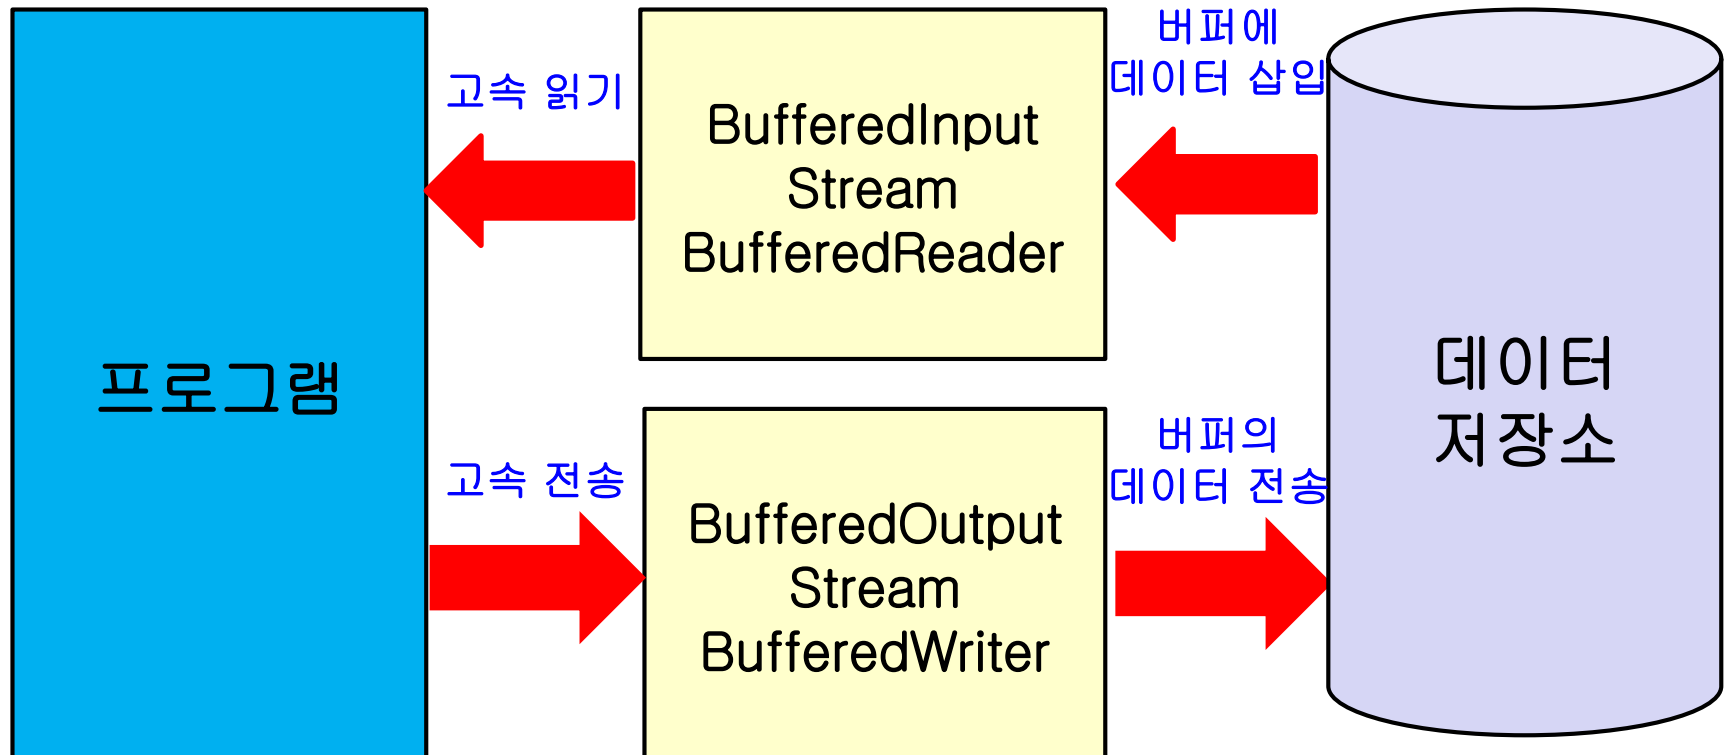 프로그램
고속 읽기
BufferedInput
Stream
BufferedReader
버퍼에
데이터 삽입
고속 전송
BufferedOutput
Stream
BufferedWriter
버퍼의
데이터 전송
데이터
저장소